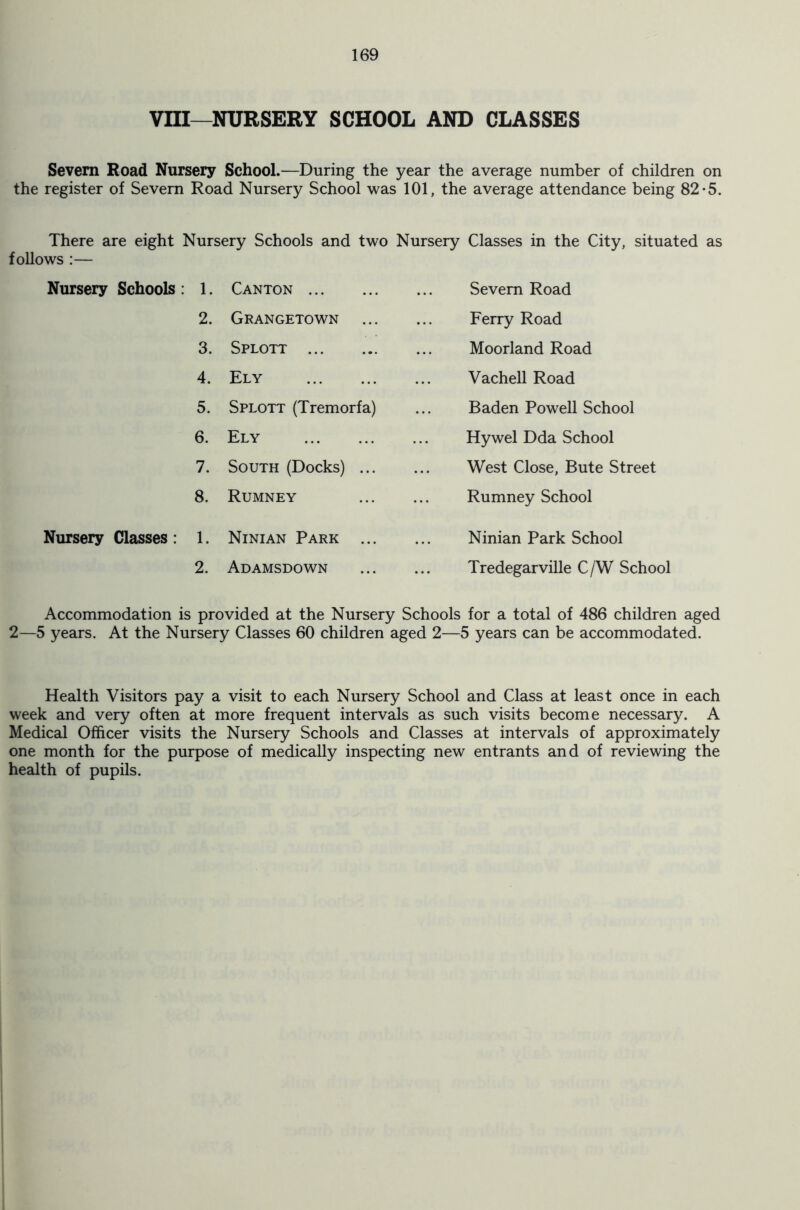 169
VIII—NURSERY SCHOOL AND CLASSES
Severn Road Nursery School.—During the year the average number of children on
the register of Severn Road Nursery School was 101, the average attendance being 82·5.
There are eight Nursery Schools and two Nursery Classes in the City, situated as
follows :—
Nursery Schools : 1. CANTON ... ... ... Severn Road
2. GRANGETOWN ... ... Ferry Road
3. SPLOTT ... ... ... Moorland Road
4. ELY ... ... ... Vachell Road
5. SPLOTT (Tremorfa) ... Baden Powell School
6. ELY ... ... ... Hywel Dda School
7. SOUTH (Docks) ... ... West Close, Bute Street
8. RUMNEY ... ... Rumney School
Nursery Classes : 1. NINIAN PARK ... ... Ninian Park School
2. ADAMSDOWN ... ... Tredegarville C/W School
Accommodation is provided at the Nursery Schools for a total of 486 children aged
2—5 years. At the Nursery Classes 60 children aged 2—5 years can be accommodated.
Health Visitors pay a visit to each Nursery School and Class at least once in each
week and very often at more frequent intervals as such visits become necessary. A
Medical Officer visits the Nursery Schools and Classes at intervals of approximately
one month for the purpose of medically inspecting new entrants and of reviewing the
health of pupils.